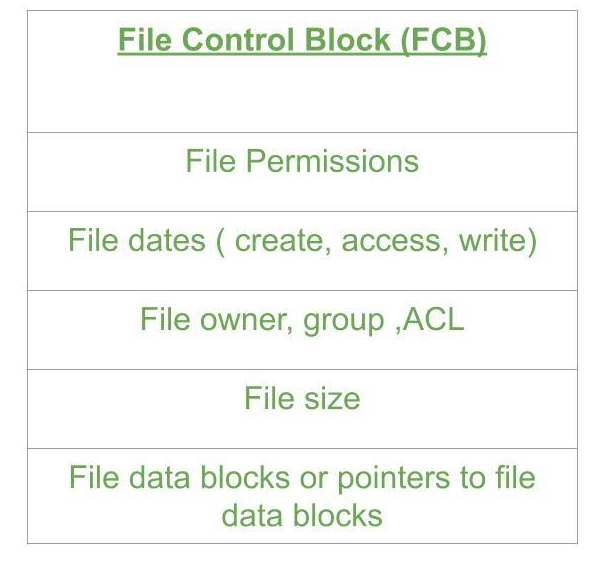 File Control Block (FCB)
File Permissions
File dates ( create, access, write)
File owner, group ,ACL
File size
File data blocks or pointers to file
data blocks